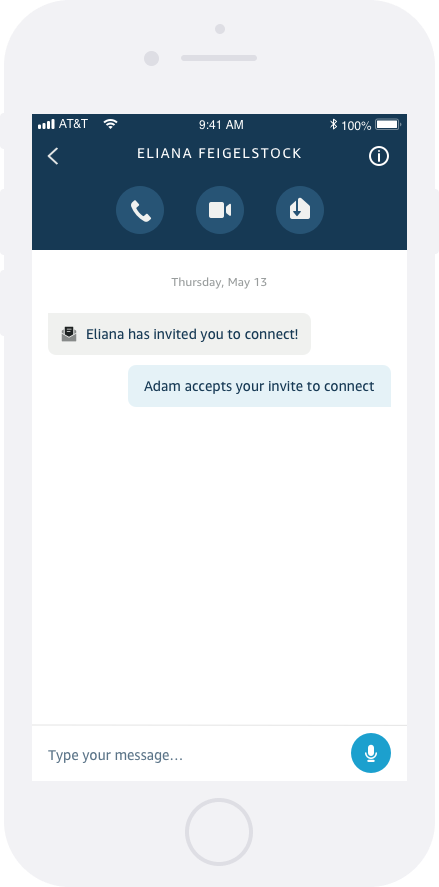 AT&T 9:41 AM 100%
ELIANA FEIGELSTOCK
Thursday, May 13
Eliana has invited you to connect!
Adam accepts your invite to connect
Type your message...